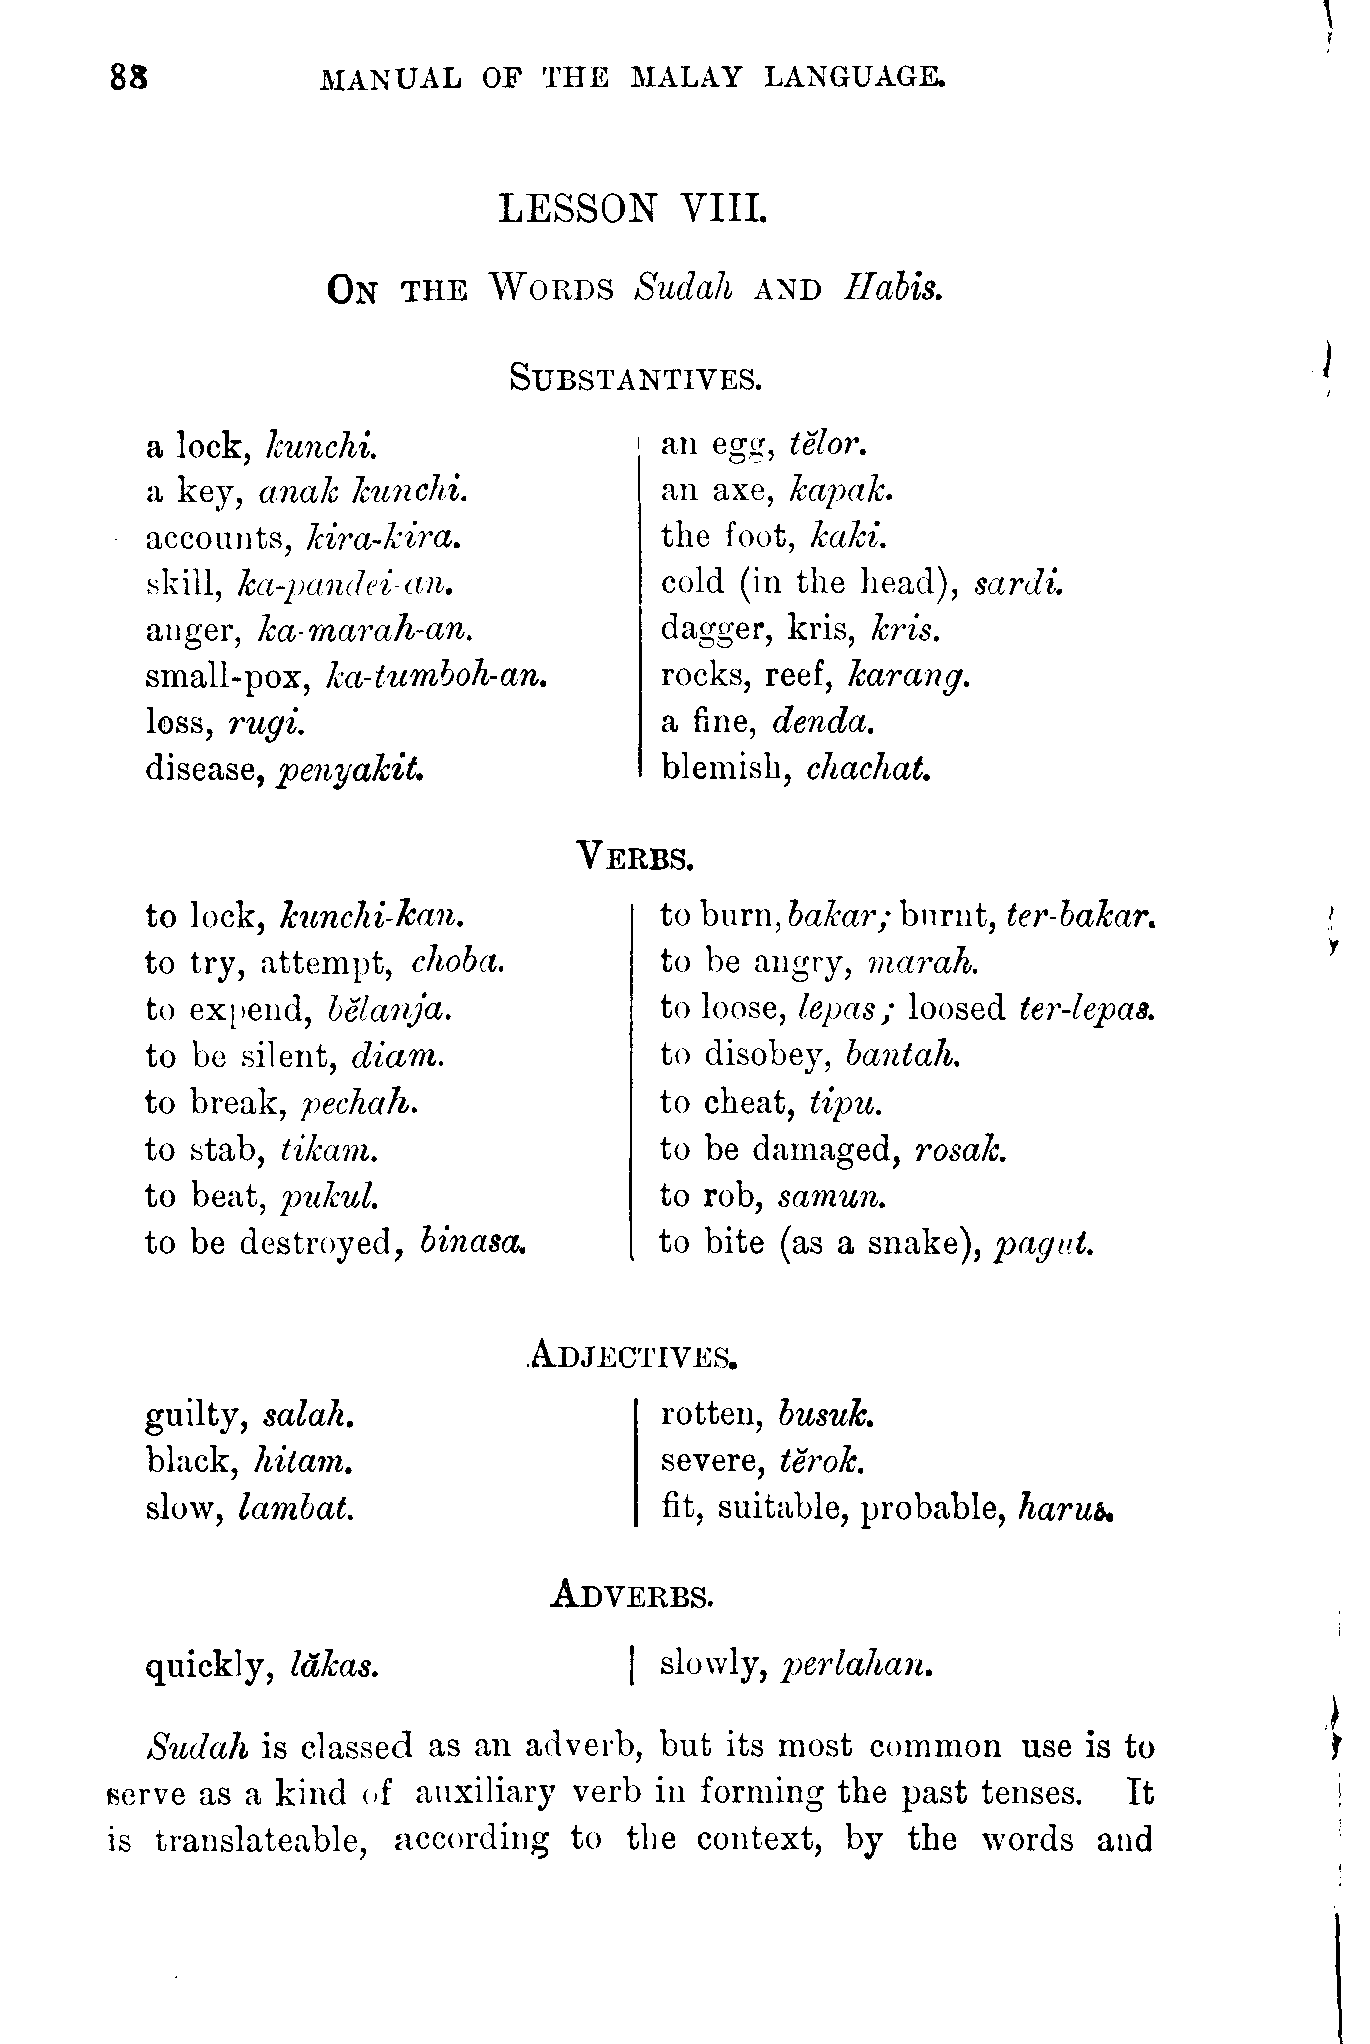 88 MANUAL OF THE MALAY LANGUAGE.
LESSON VIII.
ON THE WORDS Sudah AND Habis.
SUBSTANTIVES.
a lock, kunchi.
a key, anak kunchi.
accounts, kira-kira.
skill, ka-pandei-an.
anger, ka-marah-an.
small-pox, ka-tumboh-an.
loss, rugi.
disease, penyakit.
an egg, tĕlor.
an axe, kapak.
the foot, kaki.
cold (in the head), sardi.
dagger, kris, kris.
rocks, reef, karang.
a fine, denda.
blemish, chachat.
VERBS.
to lock, kunchi-kan.
to try, attempt, choba.
to expend, bĕlanja.
to be silent, diam.
to break, pechah.
to stab, tikam.
to beat, pukul.
to be destroyed, binasa.
to burn, bakar; burnt, ter-bakar.
to be angry, marah.
to loose, lepas; loosed ter-lepas.
to disobey, bantah.
to cheat, tipu.
to be damaged, rosak.
to rob, samun.
to bite (as a snake), pagut.
ADJECTIVES.
guilty, salah.
black, hitam.
slow, lambat.
rotten, busuk.
severe, tĕrok.
fit, suitable, probable, harus.
ADVERBS.
quickly, lăkas.
slowly, perlahan.
Sudah is classed as an adverb, but its most common use is to
serve as a kind of auxiliary verb in forming the past tenses. It
is translateable, according to the context, by the words and